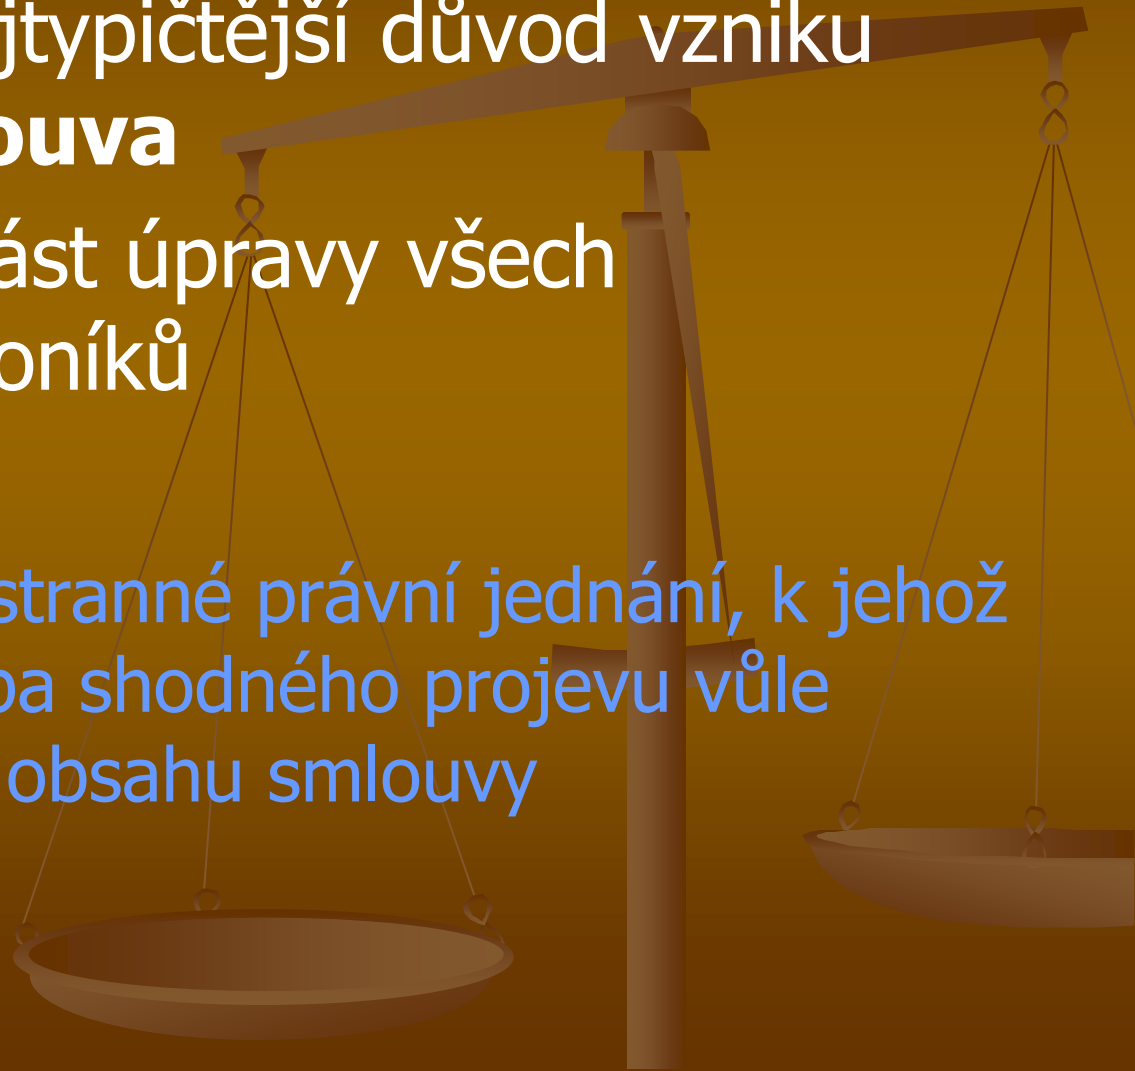 jtypičtější důvod vzniku
ouva
ást úpravy všech
oníků
stranné právní jednání, k jehož
ba shodného projevu vůle
obsahu smlouvy